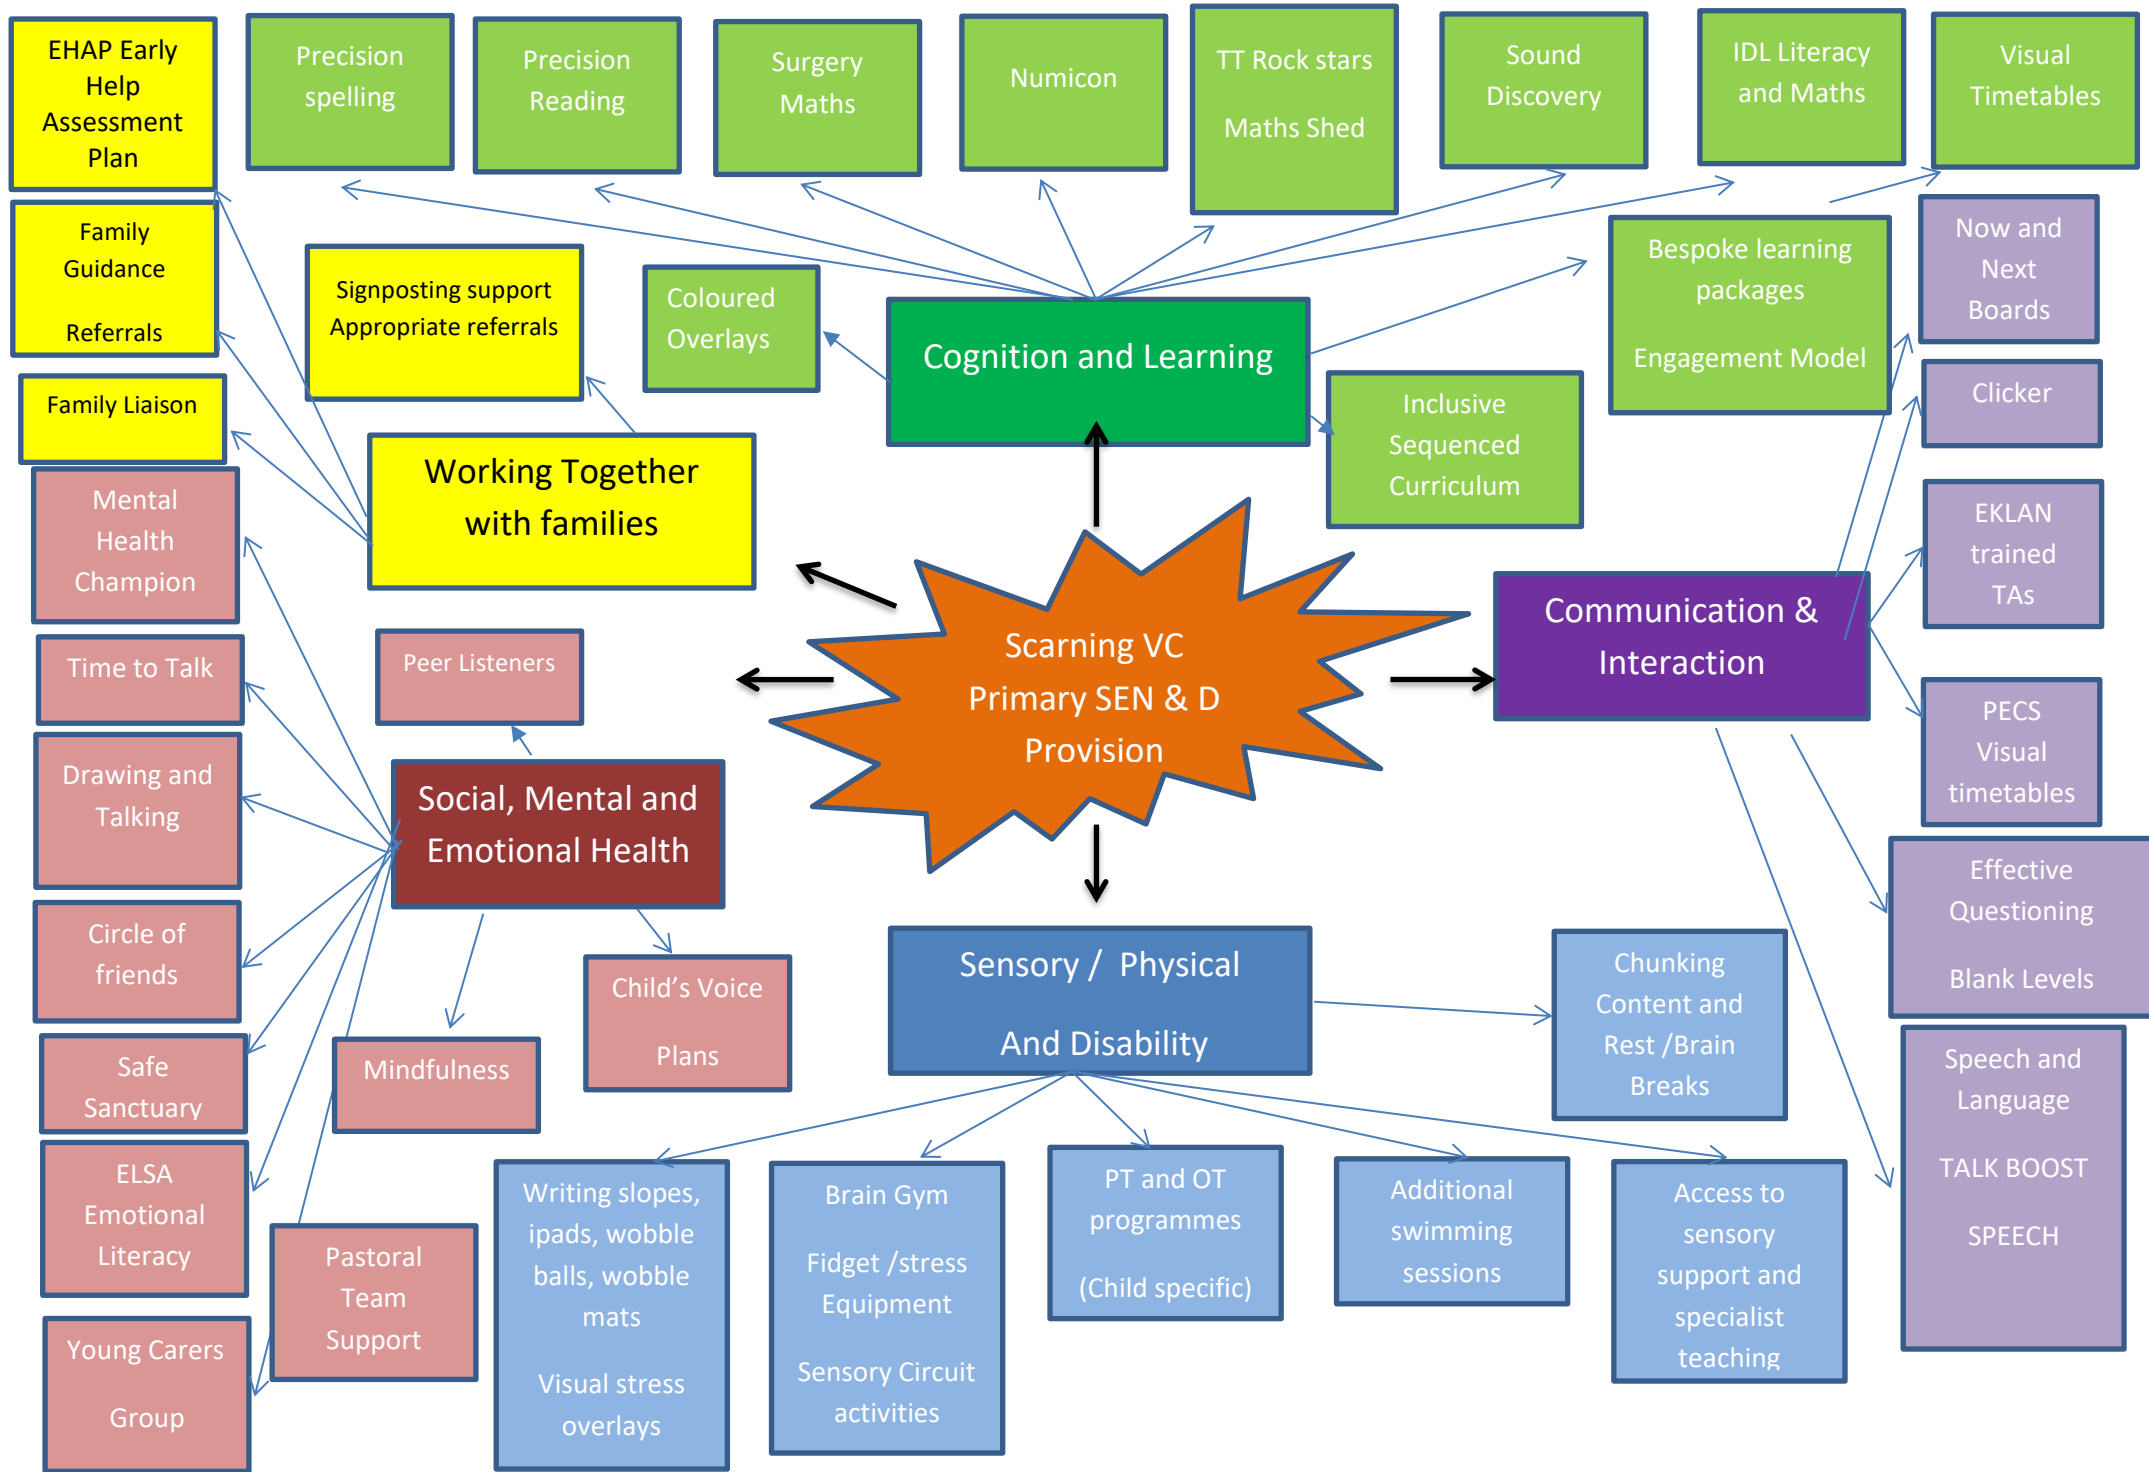 EHAP Early
Help
Assessment
Plan
Precision
spelling
Precision
Reading
Surgery
Maths
Numicon
TT Rock stars
Maths Shed
Sound
Discovery
IDL Literacy
and Maths
Visual
Timetables
Family
Guidance
Referrals
Signposting support
Appropriate referrals
Coloured
Overlays
Cognition and Learning
Bespoke learning
packages
Engagement Model
Now and
Next
Boards
Family Liaison
Inclusive
Sequenced
Curriculum
Clicker
Working Together
with families
Mental
Health
Champion
EKLAN
trained
TAs
Scarning VC
Primary SEN & D
Provision
Communication &
Interaction
Time to Talk
Peer Listeners
PECS
Visual
timetables
Drawing and
Talking
Social, Mental and
Emotional Health
Effective
Questioning
Blank Levels
Circle of
friends
Child’s Voice
Plans
Sensory / Physical
And Disability
Chunking
Content and
Rest /Brain
Breaks
Safe
Sanctuary
Mindfulness
Speech and
Language
TALK BOOST
SPEECH
ELSA
Emotional
Literacy
Pastoral
Team
Support
Writing slopes,
ipads, wobble
balls, wobble
mats
Visual stress
overlays
Brain Gym
Fidget /stress
Equipment
Sensory Circuit
activities
PT and OT
programmes
(Child specific)
Additional
swimming
sessions
Access to
sensory
support and
specialist
teaching
Young Carers
Group